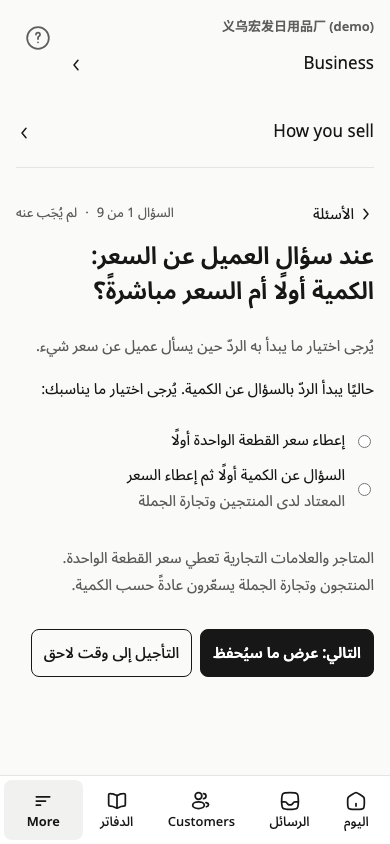 义乌宏发日用品厂 (demo)
Business
How you sell
الأسئلة
السؤال 1 من 9 · لم يُجَب عنه
عند سؤال العميل عن السعر:
الكمية أولًا أم السعر مباشرةً؟
يُرجى اختيار ما يبدأ به الردّ حين يسأل عميل عن سعر شيء.
حاليًا يبدأ الردّ بالسؤال عن الكمية. يُرجى اختيار ما يناسبك:
إعطاء سعر القطعة الواحدة أولًا
السؤال عن الكمية أولًا ثم إعطاء السعر
المعتاد لدى المنتجين وتجارة الجملة
المتاجر والعلامات التجارية تعطي سعر القطعة الواحدة.
المنتجون وتجارة الجملة يسعّرون عادةً حسب الكمية.
التالي: عرض ما سيُحفظ
التأجيل إلى وقت لاحق
اليوم
الرسائل
Customers
الدفاتر
More